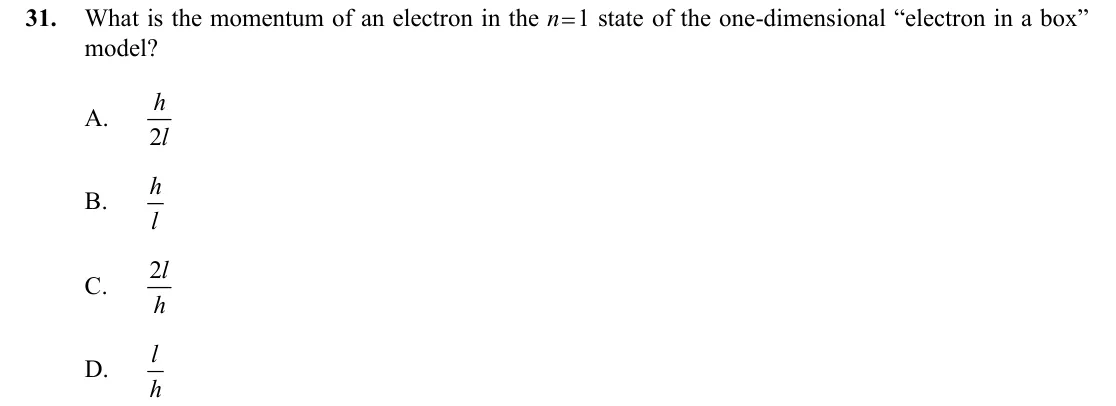 31. What is the momentum of an electron in the n=1 state of the one-dimensional “electron in a box”
model?
A. h
2l
B. h
l
C. 2l
h
D. l
h